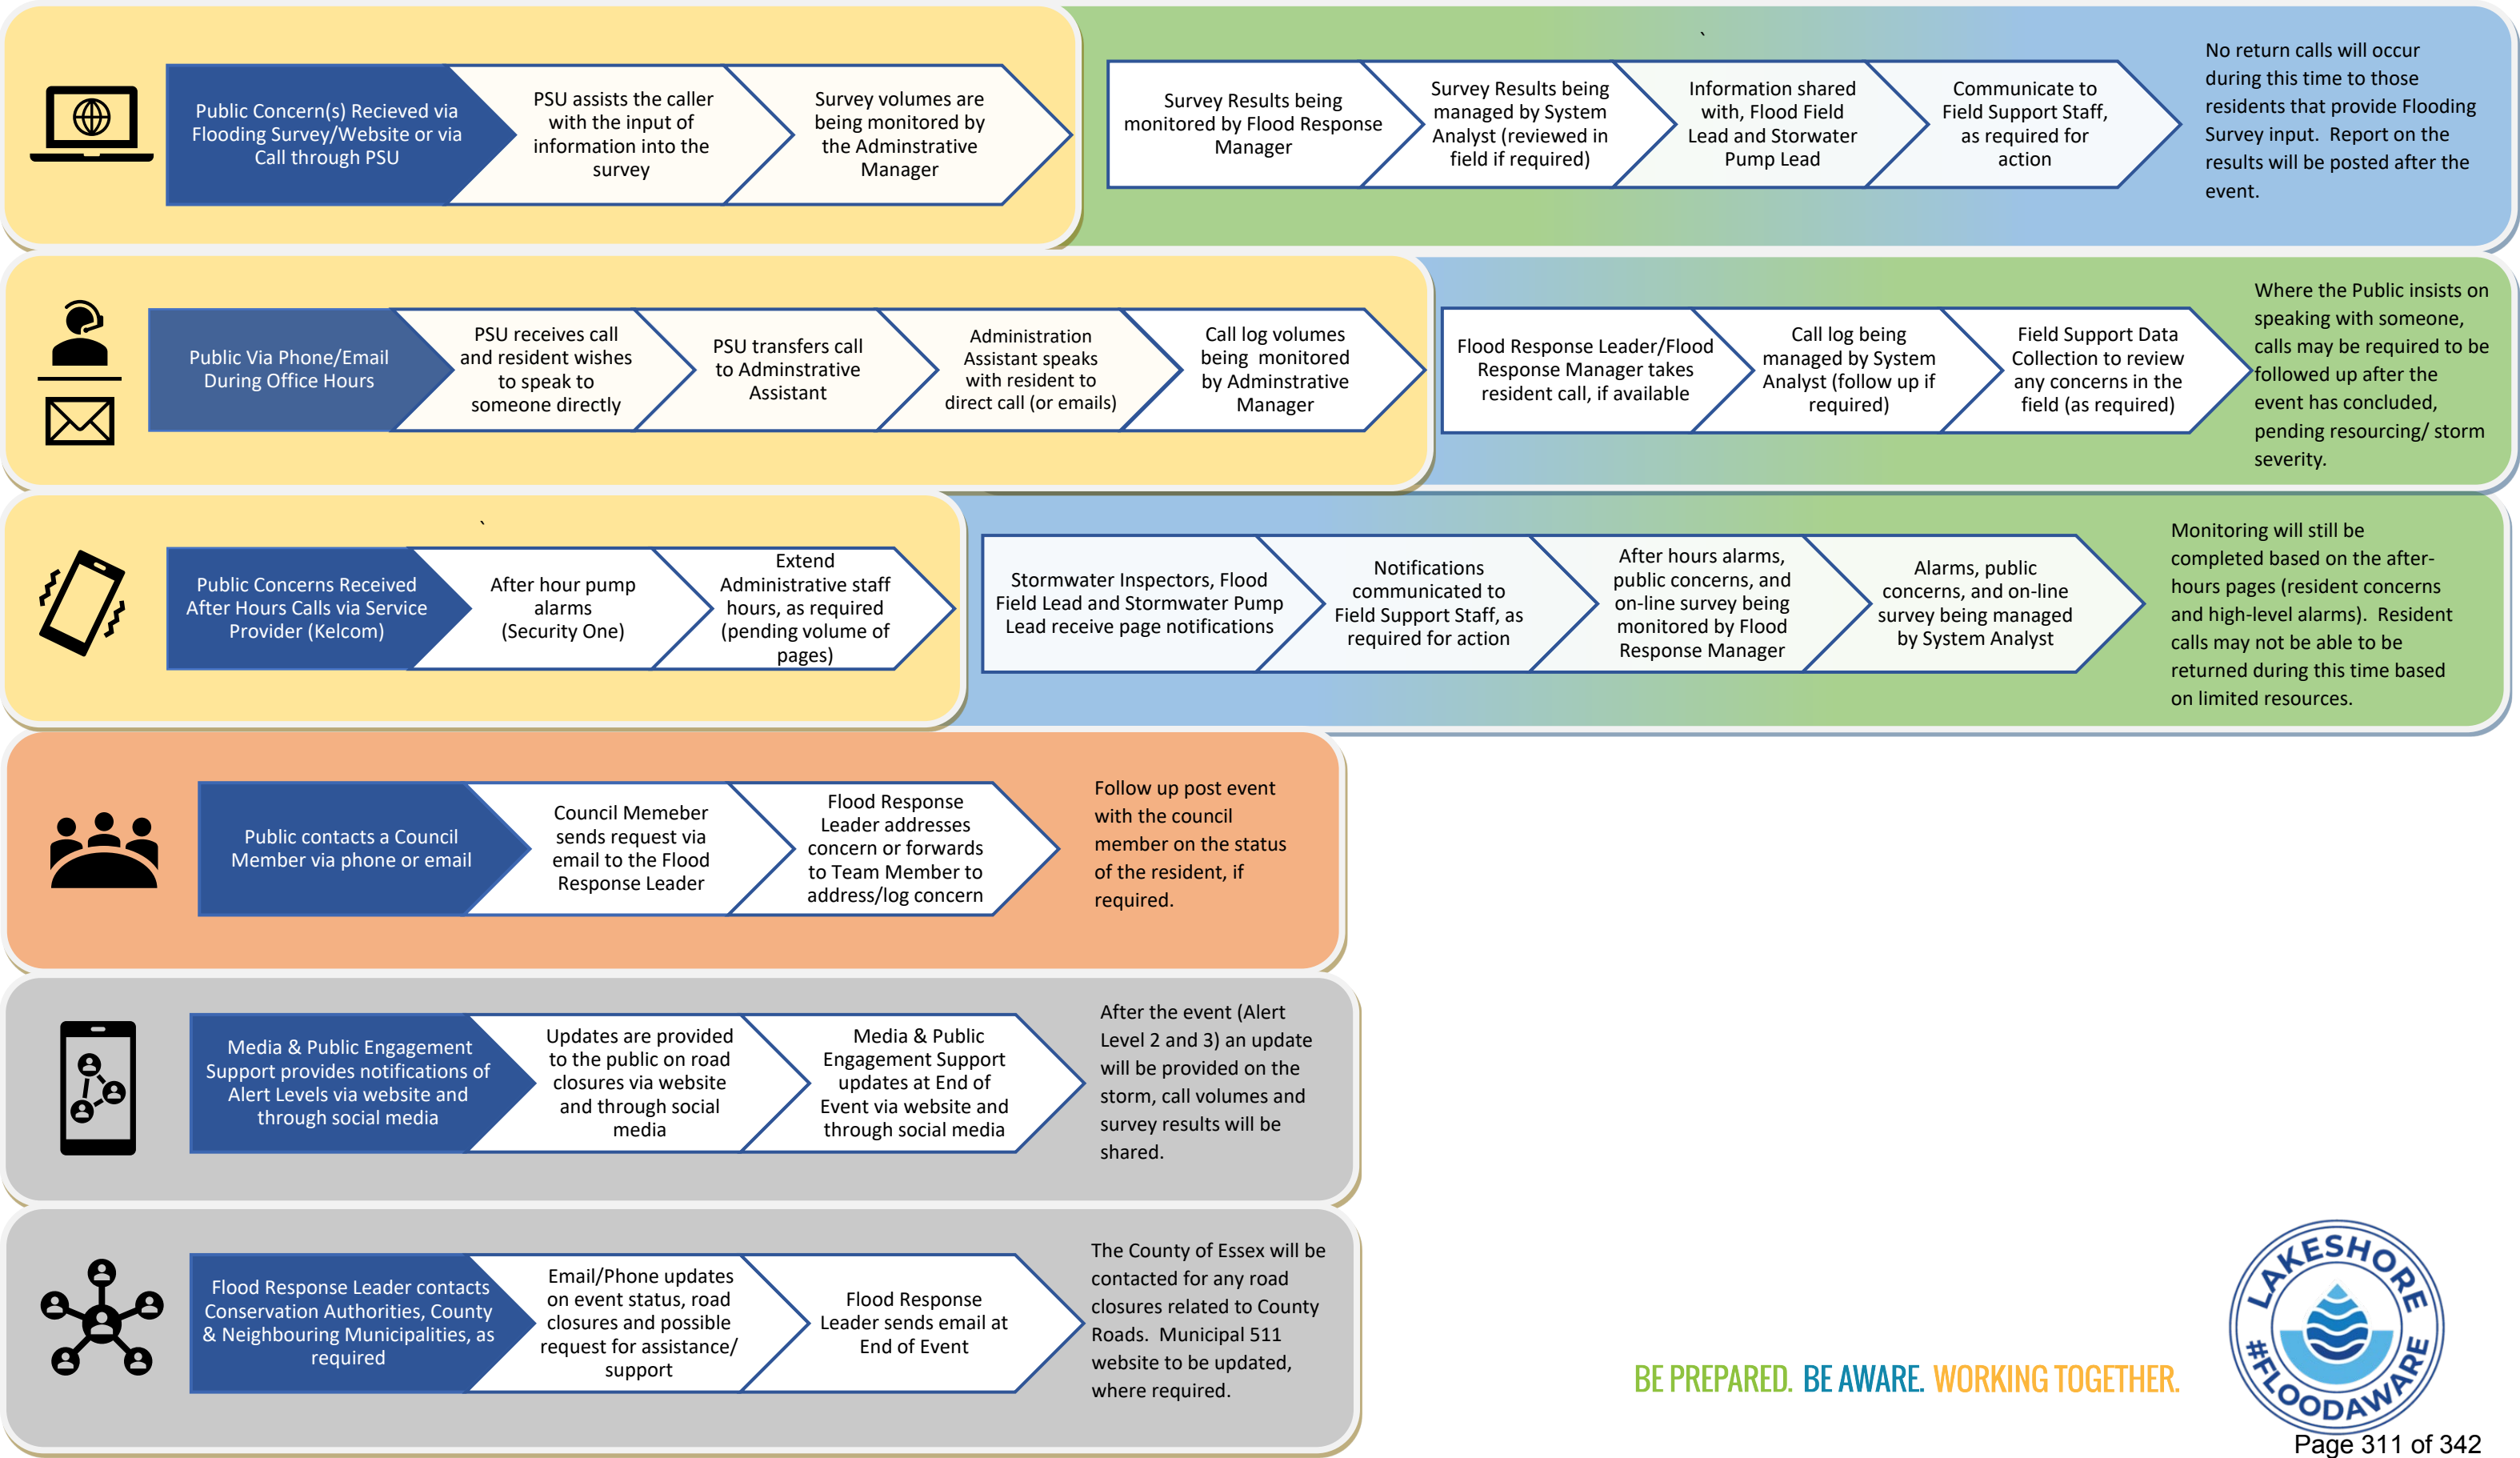 Public Concern(s) Recieved via
Flooding Survey/Website or via
Call through PSU
PSU assists the caller
with the input of
information into the
survey
Survey volumes are
being monitored by
the Adminstrative
Manager
`
Survey Results being
monitored by Flood Response
Manager
Survey Results being
managed by System
Analyst (reviewed in
field if required)
Information shared
with, Flood Field
Lead and Storwater
Pump Lead
Communicate to
Field Support Staff,
as required for
action
No return calls will occur
during this time to those
residents that provide Flooding
Survey input.  Report on the
results will be posted after the
event.
Public Via Phone/Email
During Office Hours
PSU receives call
and resident wishes
to speak to
someone directly
PSU transfers call
to Adminstrative
Assistant
Administration
Assistant speaks
with resident to
direct call (or emails)
Call log volumes
being  monitored
by Adminstrative
Manager
Flood Response Leader/Flood
Response Manager takes
resident call, if available
Call log being
managed by System
Analyst (follow up if
required)
Field Support Data
Collection to review
any concerns in the
field (as required)
Where the Public insists on
speaking with someone,
calls may be required to be
followed up after the
event has concluded,
pending resourcing/ storm
severity.
`
Public Concerns Received
After Hours Calls via Service
Provider (Kelcom)
After hour pump
alarms
(Security One)
Extend
Administrative staff
hours, as required
(pending volume of
pages)
Stormwater Inspectors, Flood
Field Lead and Stormwater Pump
Lead receive page notifications
Notifications
communicated to
Field Support Staff, as
required for action
After hours alarms,
public concerns, and
on-line survey being
monitored by Flood
Response Manager
Alarms, public
concerns, and on-line
survey being managed
by System Analyst
Monitoring will still be
completed based on the after-
hours pages (resident concerns
and high-level alarms).  Resident
calls may not be able to be
returned during this time based
on limited resources.
Public contacts a Council
Member via phone or email
Council Memeber
sends request via
email to the Flood
Response Leader
Flood Response
Leader addresses
concern or forwards
to Team Member to
address/log concern
Follow up post event
with the council
member on the status
of the resident, if
required.
Media & Public Engagement
Support provides notifications of
Alert Levels via website and
through social media
Updates are provided
to the public on road
closures via website
and through social
media
Media & Public
Engagement Support
updates at End of
Event via website and
through social media
After the event (Alert
Level 2 and 3) an update
will be provided on the
storm, call volumes and
survey results will be
shared.
Flood Response Leader contacts
Conservation Authorities, County
& Neighbouring Municipalities, as
required
Email/Phone updates
on event status, road
closures and possible
request for assistance/
support
Flood Response
Leader sends email at
End of Event
The County of Essex will be
contacted for any road
closures related to County
Roads.  Municipal 511
website to be updated,
where required.
BE PREPARED. BE AWARE. WORKING TOGETHER.
LAKESHORE
#FLOODAWARE
Page 311 of 342